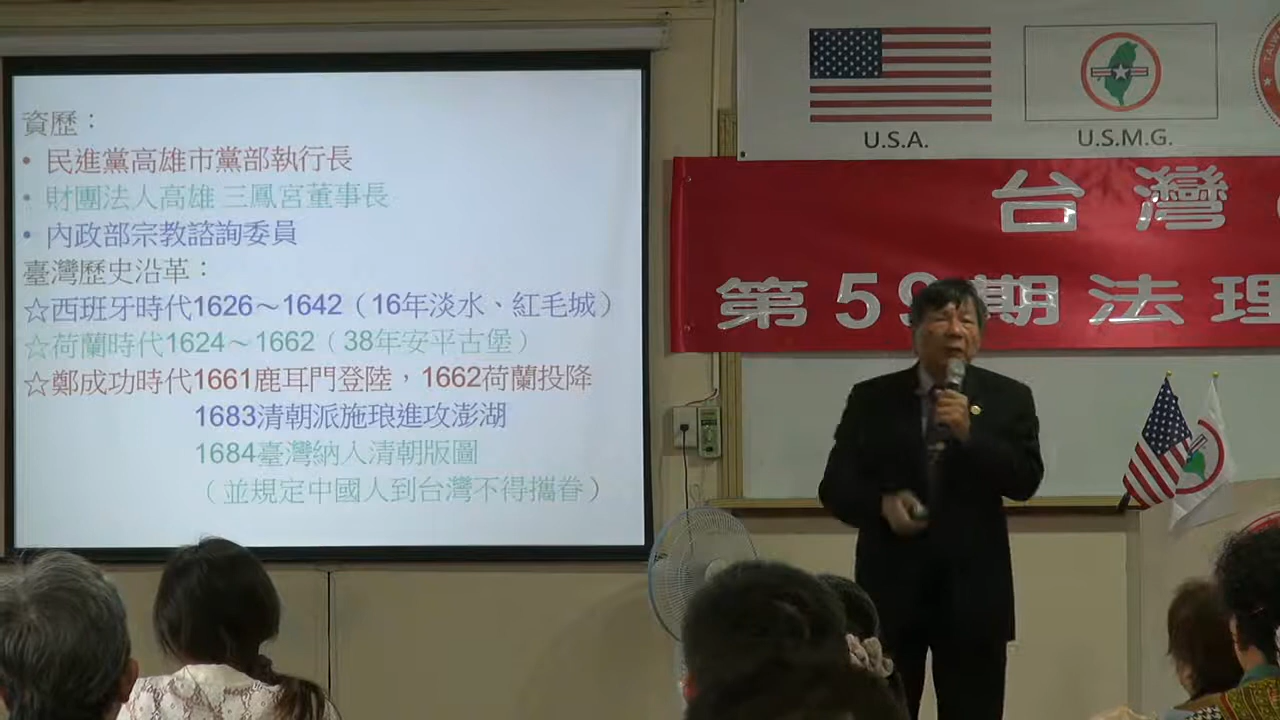 資歷：
• 民進黨高雄市黨部執行長
• 財團法人高雄 三鳳宮董事長
• 內政部宗教諮詢委員
臺灣歷史沿革：
☆西班牙時代1626～1642（16年淡水、紅毛城）
☆荷蘭時代1624～1662（38年安平古堡）
☆鄭成功時代1661鹿耳門登陸，1662荷蘭投降
1683清朝派施琅進攻澎湖
1684臺灣納入清朝版圖
（並規定中國人到台灣不得攜眷）
U.S.A.
U.S.M.G.
TAIWA
台灣
第59期法理